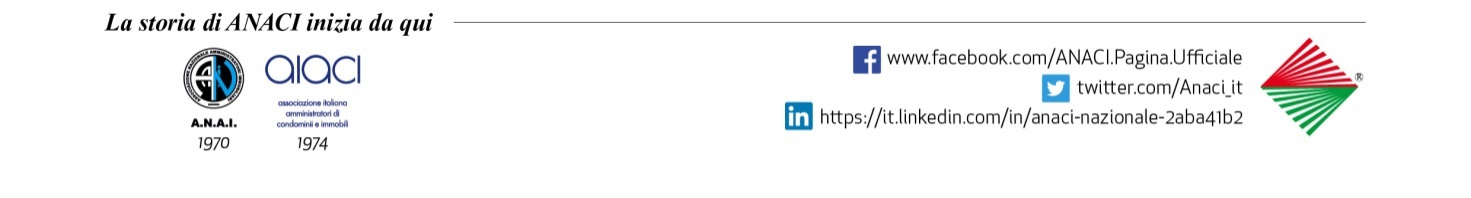 La storia di ANACI inizia da qui
A.N.A.I.
1970
aiaci
associazione italiana
amministratori di
condominii e immobili
1974
www.facebook.com/ANACI.Pagina.Ufficiale
twitter.com/Anaci_it
https://it.linkedin.com/in/anaci-nazionale-2aba41b2
®